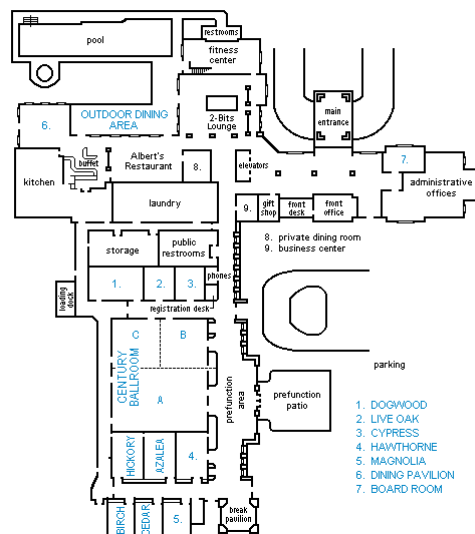 restrooms
pool
fitness
center
OUTDOOR DINING
AREA
6.
2-Bits
Lounge
main
entrance
buffet
Albert's
Restaurant
8.
elevators
7.
kitchen
administrative
offices
laundry
9.
gift
shop
front
desk
front
office
storage
public
restrooms
8. private dining room
9. business center
phones
1.
2.
3.
loading
dock
registration desk
C
B
CENTURY
BALLROOM
A
prefunction
area
prefunction
patio
parking
HICKORY
AZALEA
4.
1. DOGWOOD
2. LIVE OAK
3. CYPRESS
4. HAWTHORNE
5. MAGNOLIA
6. DINING PAVILION
7. BOARD ROOM
BIRCH
CEDAR
5.
break
pavilion